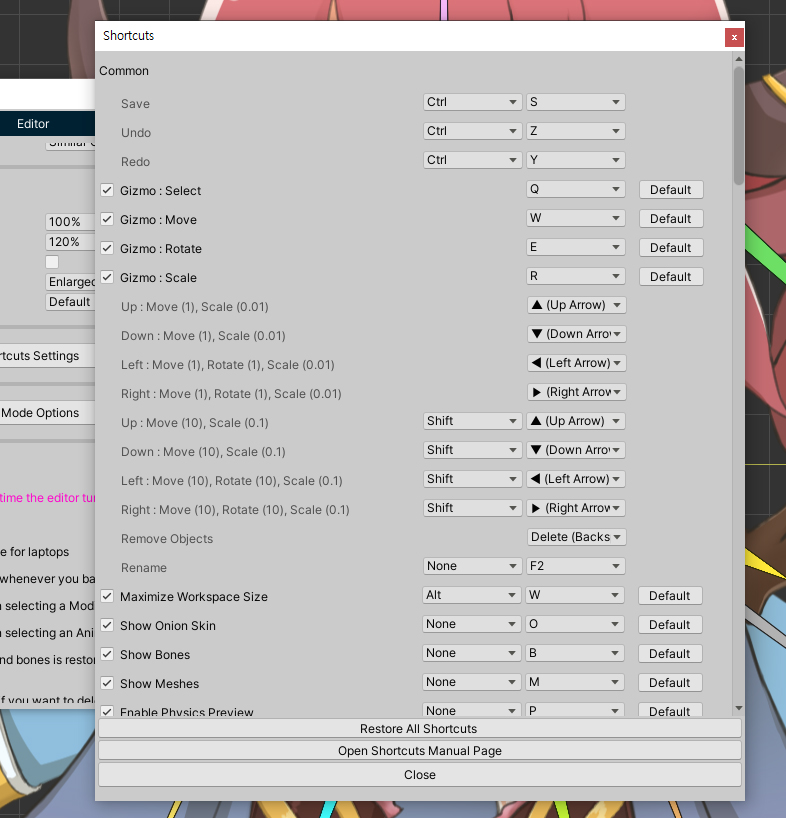 Shortcuts
x
Common
Save Ctrl S
Undo Ctrl Z
Redo Ctrl Y
Gizmo : Select Q Default
Gizmo : Move W Default
Gizmo : Rotate E Default
Gizmo : Scale R Default
Up : Move (1), Scale (0.01) ▲ (Up Arrow)
Down : Move (1), Scale (0.01) ▼ (Down Arrow
Left : Move (1), Rotate (1), Scale (0.01) ◀ (Left Arrow)
Right : Move (1), Rotate (1), Scale (0.01) ▶ (Right Arrow
Up : Move (10), Scale (0.1) Shift ▲ (Up Arrow)
Down : Move (10), Scale (0.1) Shift ▼ (Down Arrow
Left : Move (10), Rotate (10), Scale (0.1) Shift ◀ (Left Arrow)
Right : Move (10), Rotate (10), Scale (0.1) Shift ▶ (Right Arrow
Remove Objects Delete (Backs
Rename None F2
Maximize Workspace Size Alt W Default
Show Onion Skin None O Default
Show Bones None B Default
Show Meshes None M Default
Enable Physics Preview None P Default
Restore All Shortcuts
Open Shortcuts Manual Page
Close
Editor
100%
120%
Enlarged
Default
rtcuts Settings
Mode Options
time the editor tur
e for laptops
whenever you ba
n selecting a Mod
n selecting an Ani
nd bones is restor
if you want to dele